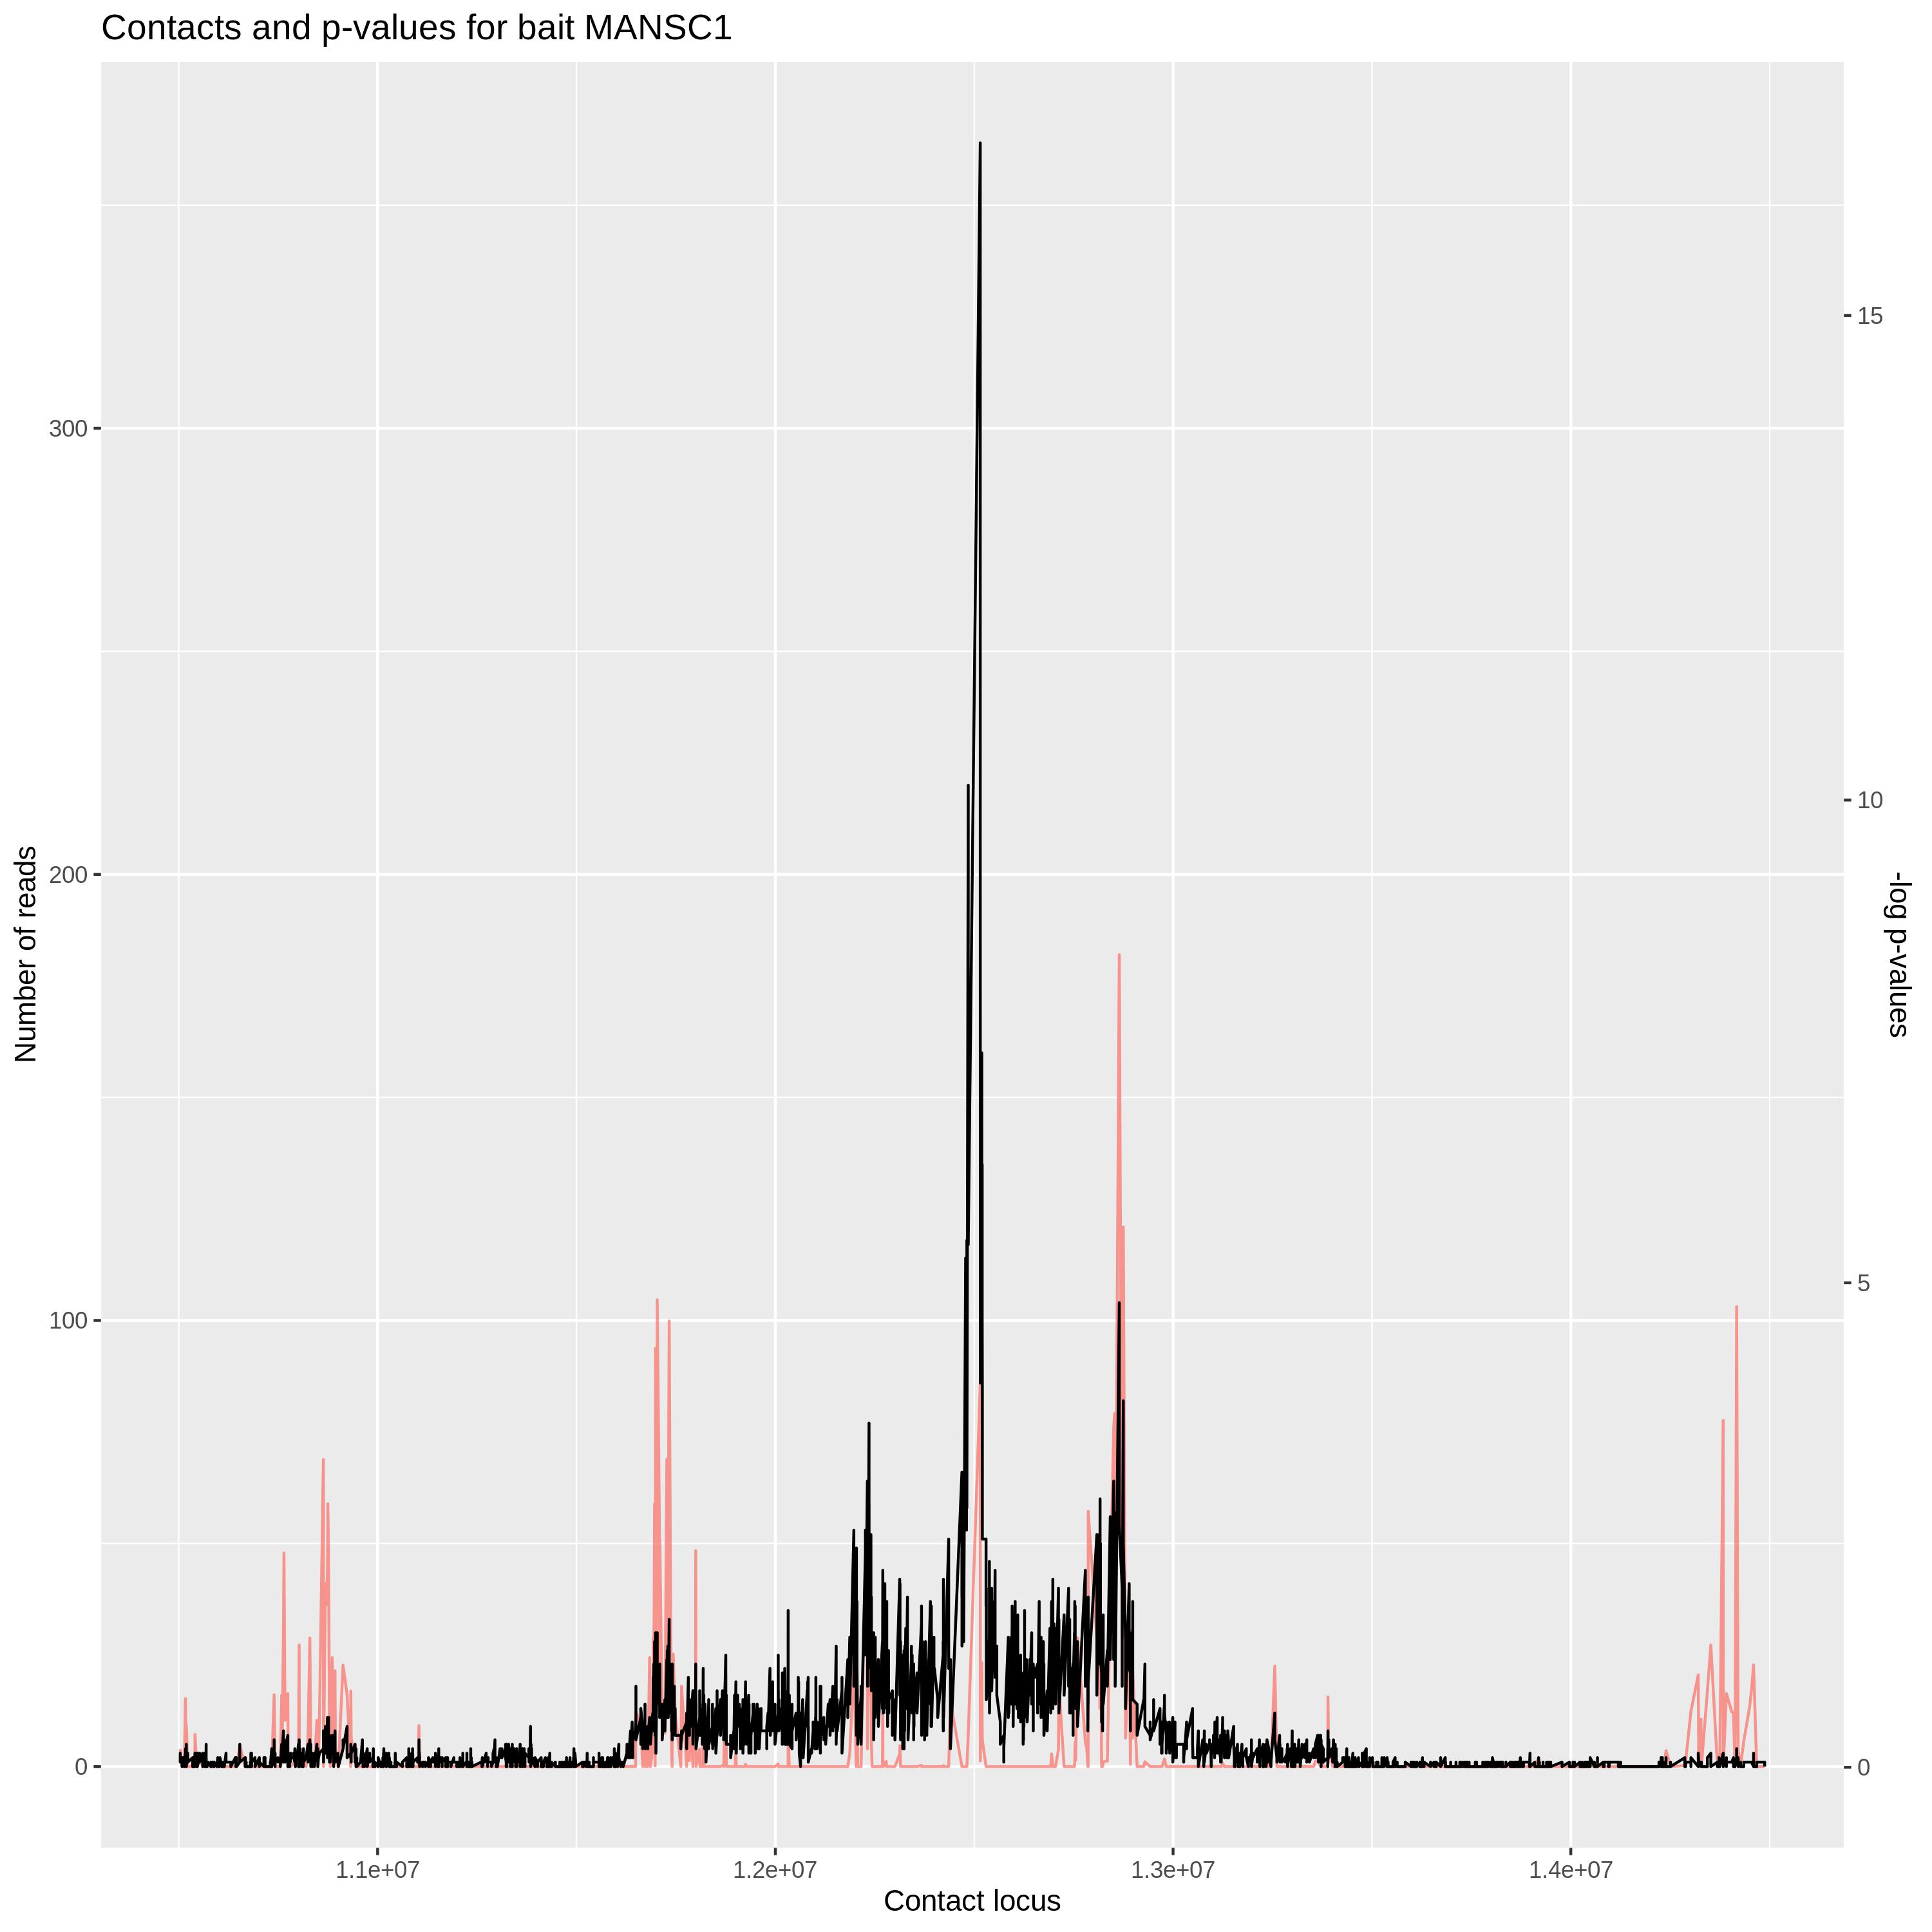 Contacts and p-values for bait MANSC1
Number of reads
300
200
100
0
15
10
5
0
-log p-values
1.1e+07 1.2e+07 1.3e+07 1.4e+07
Contact locus